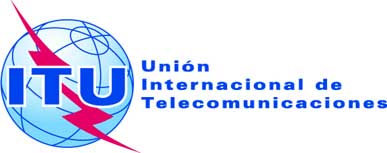 ITU
Unión
Internacional de
Telecomunicaciones